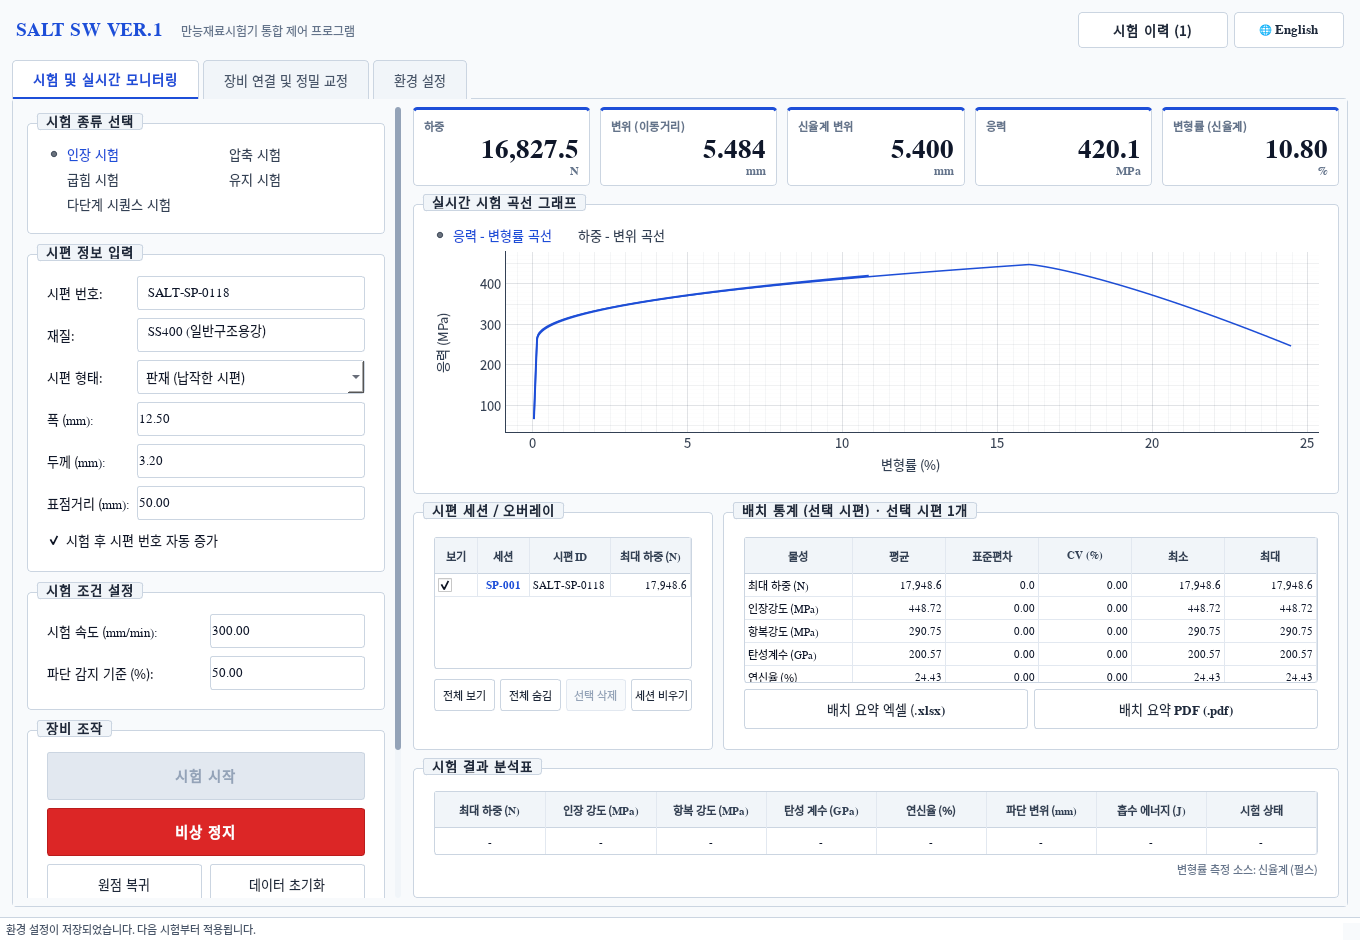 SALT SW VER.1 만능재료시험기 통합 제어 프로그램 시험 이력 (1) 🌐 English
시험 및 실시간 모니터링 장비 연결 및 정밀 교정 환경 설정
시험 종류 선택
인장 시험 압축 시험
굽힘 시험 유지 시험
다단계 시퀀스 시험
시편 정보 입력
시편 번호: SALT-SP-0118
재질: SS400 (일반구조용강)
시편 형태: 판재 (납작한 시편)
폭 (mm): 12.50
두께 (mm): 3.20
표점거리 (mm): 50.00
✓ 시험 후 시편 번호 자동 증가
시험 조건 설정
시험 속도 (mm/min): 300.00
파단 감지 기준 (%): 50.00
장비 조작
시험 시작
비상 정지
원점 복귀 데이터 초기화
하중 변위 (이동거리) 신율계 변위 응력 변형률 (신율계)
16,827.5 5.484 5.400 420.1 10.80
N mm mm MPa %
실시간 시험 곡선 그래프
응력 - 변형률 곡선 하중 - 변위 곡선
응력 (MPa)
400
300
200
100
0 5 10 15 20 25
변형률 (%)
시편 세션 / 오버레이
보기 세션 시편 ID 최대 하중 (N)
✓ SP-001 SALT-SP-0118 17,948.6
전체 보기 전체 숨김 선택 삭제 세션 비우기
배치 통계 (선택 시편) · 선택 시편 1개
물성 평균 표준편차 CV (%) 최소 최대
최대 하중 (N) 17,948.6 0.0 0.00 17,948.6 17,948.6
인장강도 (MPa) 448.72 0.00 0.00 448.72 448.72
항복강도 (MPa) 290.75 0.00 0.00 290.75 290.75
탄성계수 (GPa) 200.57 0.00 0.00 200.57 200.57
연신율 (%) 24.43 0.00 0.00 24.43 24.43
배치 요약 엑셀 (.xlsx) 배치 요약 PDF (.pdf)
시험 결과 분석표
최대 하중 (N) 인장 강도 (MPa) 항복 강도 (MPa) 탄성 계수 (GPa) 연신율 (%) 파단 변위 (mm) 흡수 에너지 (J) 시험 상태
- - - - - - - -
변형률 측정 소스: 신율계 (펄스)
환경 설정이 저장되었습니다. 다음 시험부터 적용됩니다.